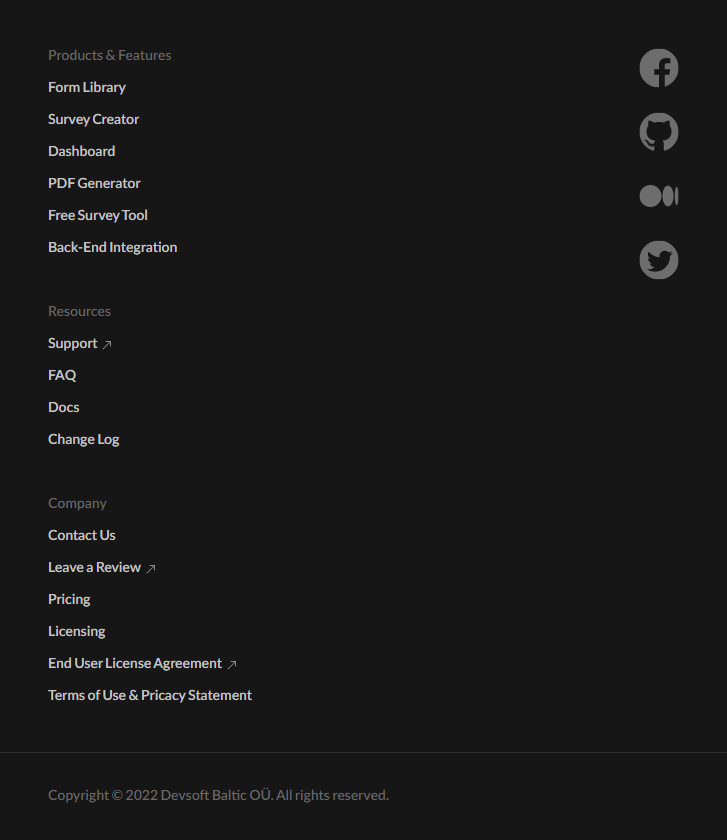 Products & Features
Form Library
Survey Creator
Dashboard
PDF Generator
Free Survey Tool
Back-End Integration
Resources
Support
FAQ
Docs
Change Log
Company
Contact Us
Leave a Review
Pricing
Licensing
End User License Agreement
Terms of Use & Pricacy Statement
Copyright © 2022 Devsoft Baltic OÜ. All rights reserved.